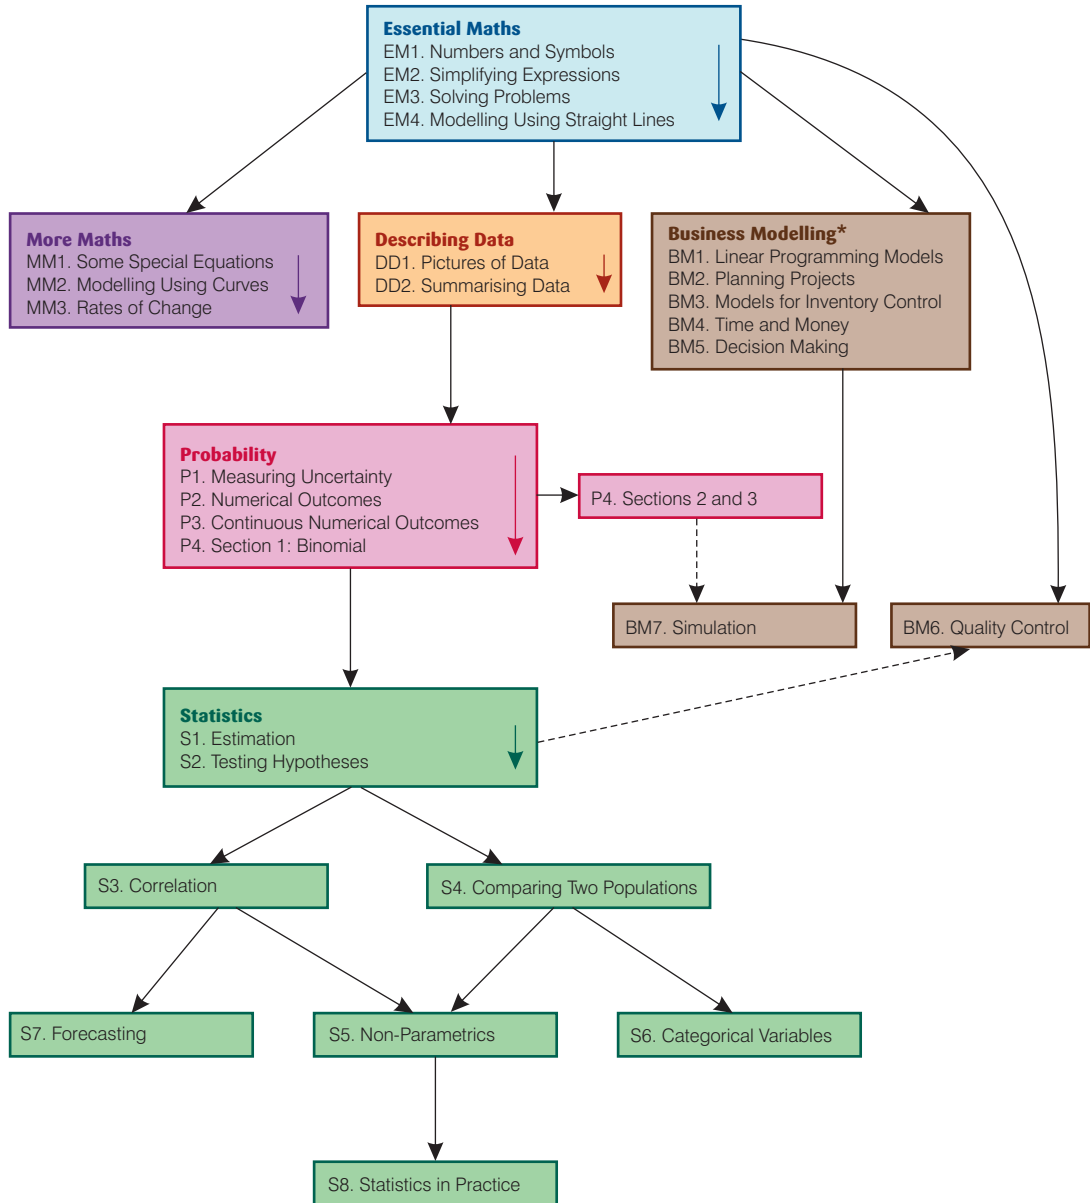 Essential Maths
EM1. Numbers and Symbols
EM2. Simplifying Expressions
EM3. Solving Problems
EM4. Modelling Using Straight Lines
More Maths
MM1. Some Special Equations
MM2. Modelling Using Curves
MM3. Rates of Change
Describing Data
DD1. Pictures of Data
DD2. Summarising Data
Business Modelling*
BM1. Linear Programming Models
BM2. Planning Projects
BM3. Models for Inventory Control
BM4. Time and Money
BM5. Decision Making
Probability
P1. Measuring Uncertainty
P2. Numerical Outcomes
P3. Continuous Numerical Outcomes
P4. Section 1: Binomial
P4. Sections 2 and 3
BM7. Simulation
BM6. Quality Control
Statistics
S1. Estimation
S2. Testing Hypotheses
S3. Correlation
S4. Comparing Two Populations
S7. Forecasting
S5. Non-Parametrics
S6. Categorical Variables
S8. Statistics in Practice